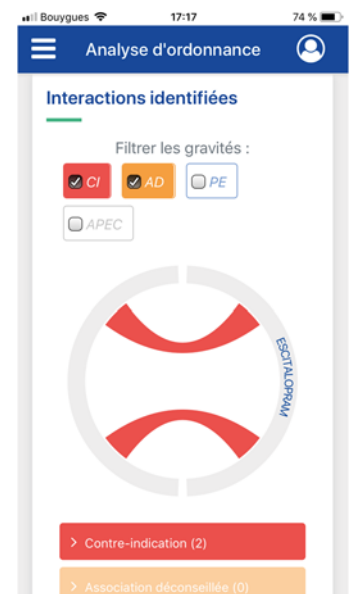 Bouygues 17:17 74 %
Analyse d'ordonnance
Interactions identifiées
Filtrer les gravités :
CI AD PE
APEC
ESCITALOPRAM
> Contre-indication (2)
> Association déconseillée (0)